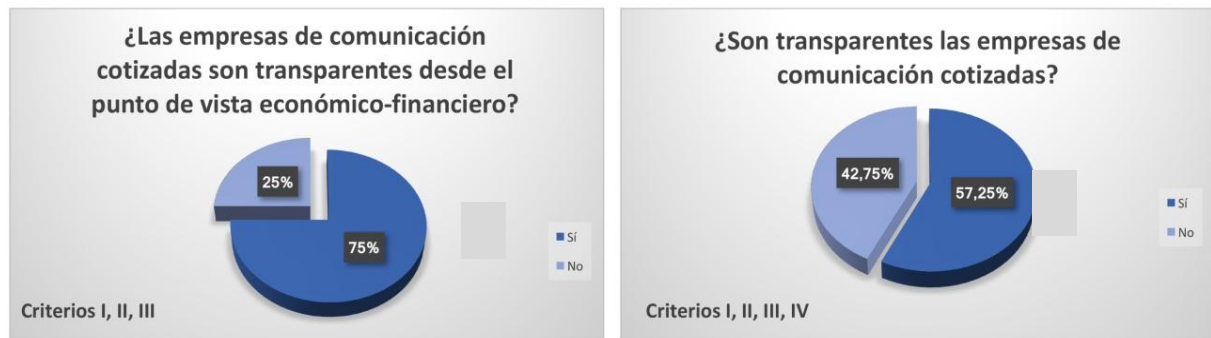 ¿Las empresas de comunicación
cotizadas son transparentes desde el
punto de vista económico-financiero?
25%
75%
Sí
No
Criterios I, II, III
¿Son transparentes las empresas de
comunicación cotizadas?
42,75%
57,25%
Sí
No
Criterios I, II, III, IV